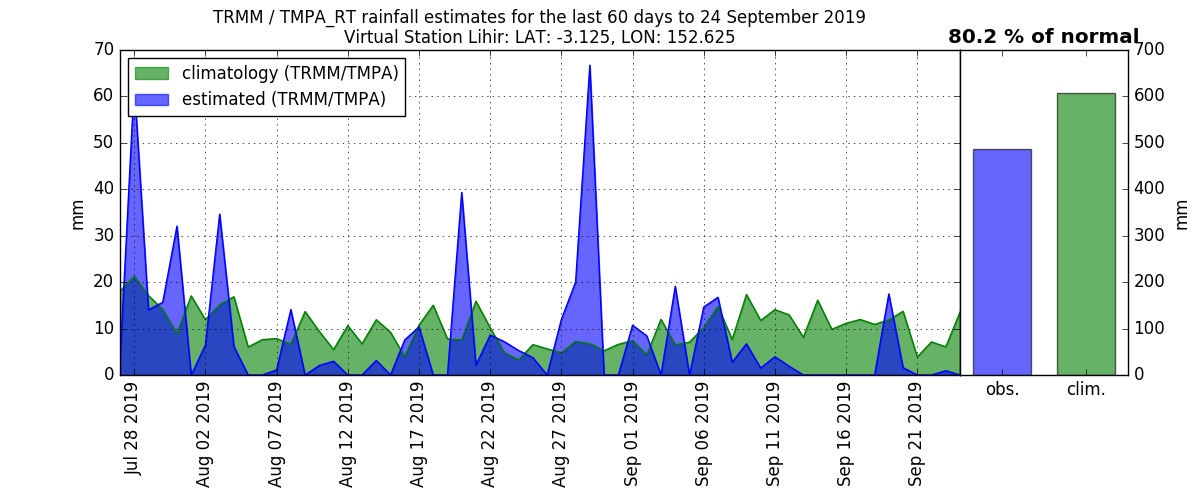 TRMM / TMPA_RT rainfall estimates for the last 60 days to 24 September 2019
Virtual Station Lihir: LAT: -3.125, LON: 152.625
80.2 % of normal
climatology (TRMM/TMPA)
estimated (TRMM/TMPA)
70
60
50
40
30
20
10
0
mm
Jul 28 2019
Aug 02 2019
Aug 07 2019
Aug 12 2019
Aug 17 2019
Aug 22 2019
Aug 27 2019
Sep 01 2019
Sep 06 2019
Sep 11 2019
Sep 16 2019
Sep 21 2019
obs.
clim.
700
600
500
400
300
200
100
0
mm